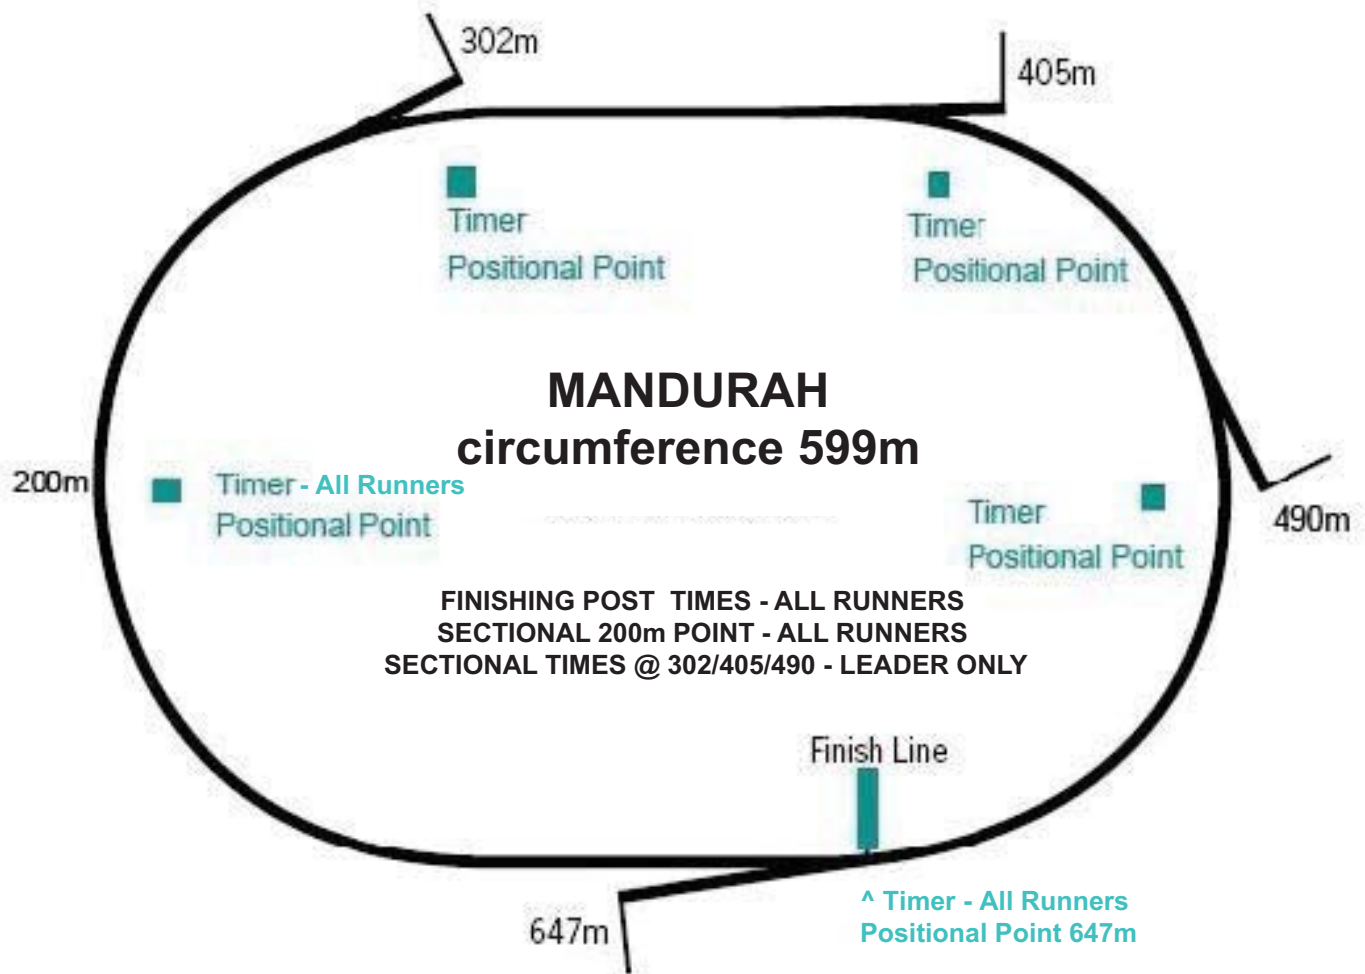 302m
405m
Timer
Positional Point
Timer
Positional Point
MANDURAH
circumference 599m
200m
Timer - All Runners
Positional Point
Timer
Positional Point
490m
FINISHING POST TIMES - ALL RUNNERS
SECTIONAL 200m POINT - ALL RUNNERS
SECTIONAL TIMES @ 302/405/490 - LEADER ONLY
Finish Line
647m
^ Timer - All Runners
Positional Point 647m